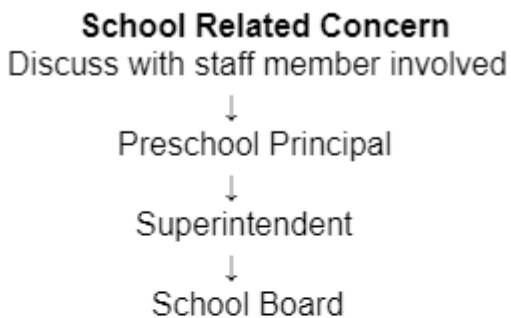 School Related Concern
Discuss with staff member involved
↓
Preschool Principal
↓
Superintendent
↓
School Board